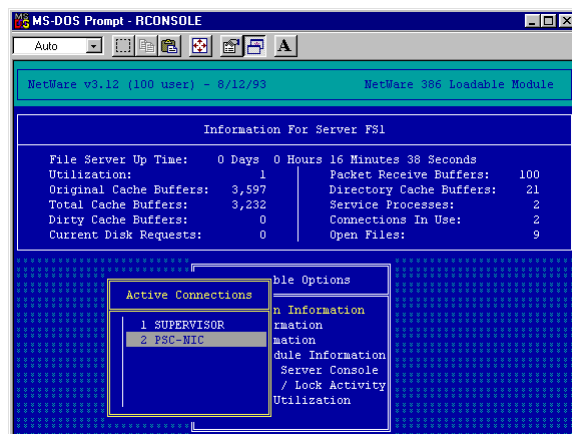 MS-DOS Prompt - RCONSOLE
Auto
A
NetWare v3.12 (100 user) - 8/12/93 NetWare 386 Loadable Module
Information For Server FS1
File Server Up Time: 0 Days 0 Hours 16 Minutes 38 Seconds
Utilization: 1 Packet Receive Buffers: 100
Original Cache Buffers: 3,597 Directory Cache Buffers: 21
Total Cache Buffers: 3,232 Service Processes: 2
Dirty Cache Buffers: 0 Connections In Use: 2
Current Disk Requests: 0 Open Files: 9
ble Options
Active Connections
n Information
1 SUPERVISOR rmation
2 PSC-NIC mation
dule Information
Server Console
/ Lock Activity
Utilization